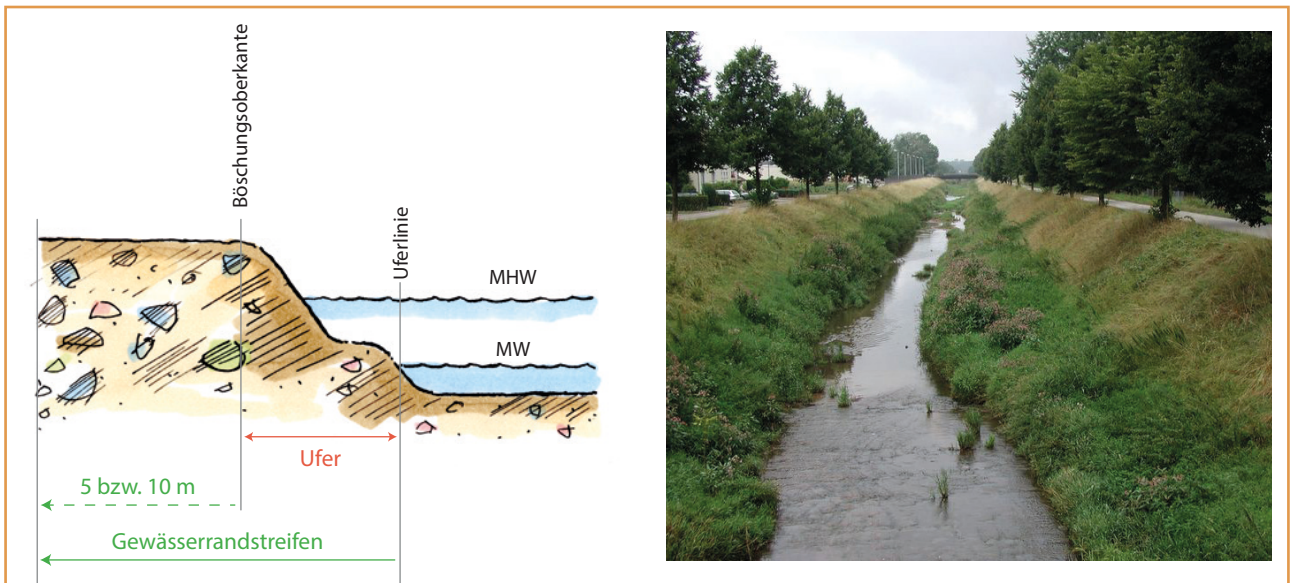 Böschungsoberkante
Uferlinie
MHW
MW
Ufer
5 bzw. 10 m
Gewässerrandstreifen